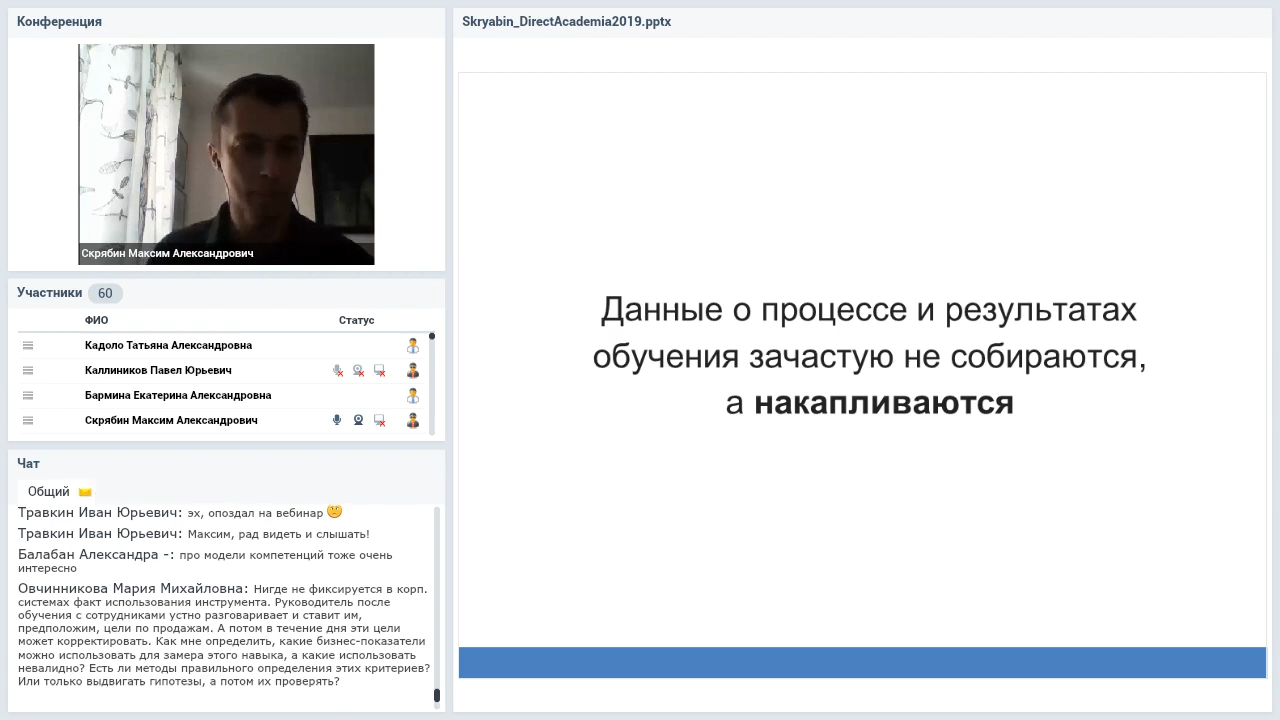 Конференция
Скрябин Максим Александрович
Участники 60
ФИО Статус
Кадоло Татьяна Александровна
Каллиников Павел Юрьевич
Бармина Екатерина Александровна
Скрябин Максим Александрович
Чат
Общий
Травкин Иван Юрьевич: эх, опоздал на вебинар
Травкин Иван Юрьевич: Максим, рад видеть и слышать!
Балабан Александра -: про модели компетенций тоже очень
интересно
Овчинникова Мария Михайловна: Нигде не фиксируется в корп.
системах факт использования инструмента. Руководитель после
обучения с сотрудниками устно разговаривает и ставит им,
предположим, цели по продажам. А потом в течение дня эти цели
может корректировать. Как мне определить, какие бизнес-показатели
можно использовать для замера этого навыка, а какие использовать
невалидно? Есть ли методы правильного определения этих критериев?
Или только выдвигать гипотезы, а потом их проверять?
Skryabin_DirectAcademia2019.pptx
Данные о процессе и результатах
обучения зачастую не собираются,
а накапливаются